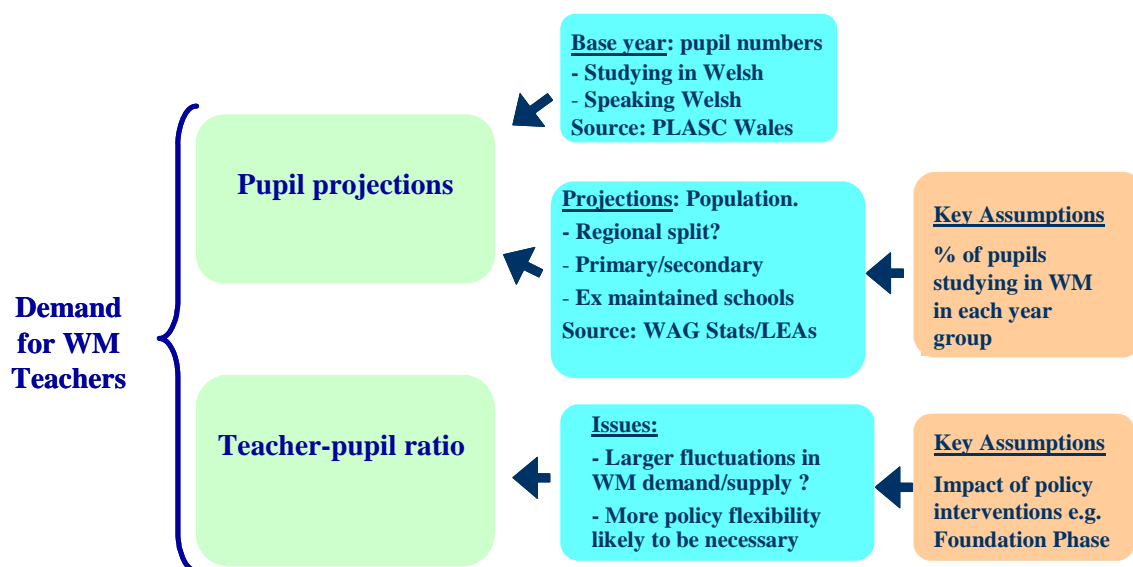 Demand
for WM
Teachers
Pupil projections
Base year: pupil numbers
- Studying in Welsh
- Speaking Welsh
Source: PLASC Wales
Projections: Population.
- Regional split?
- Primary/secondary
- Ex maintained schools
Source: WAG Stats/LEAs
Key Assumptions
% of pupils
studying in WM
in each year
group
Teacher-pupil ratio
Issues:
- Larger fluctuations in
WM demand/supply ?
- More policy flexibility
likely to be necessary
Key Assumptions
Impact of policy
interventions e.g.
Foundation Phase